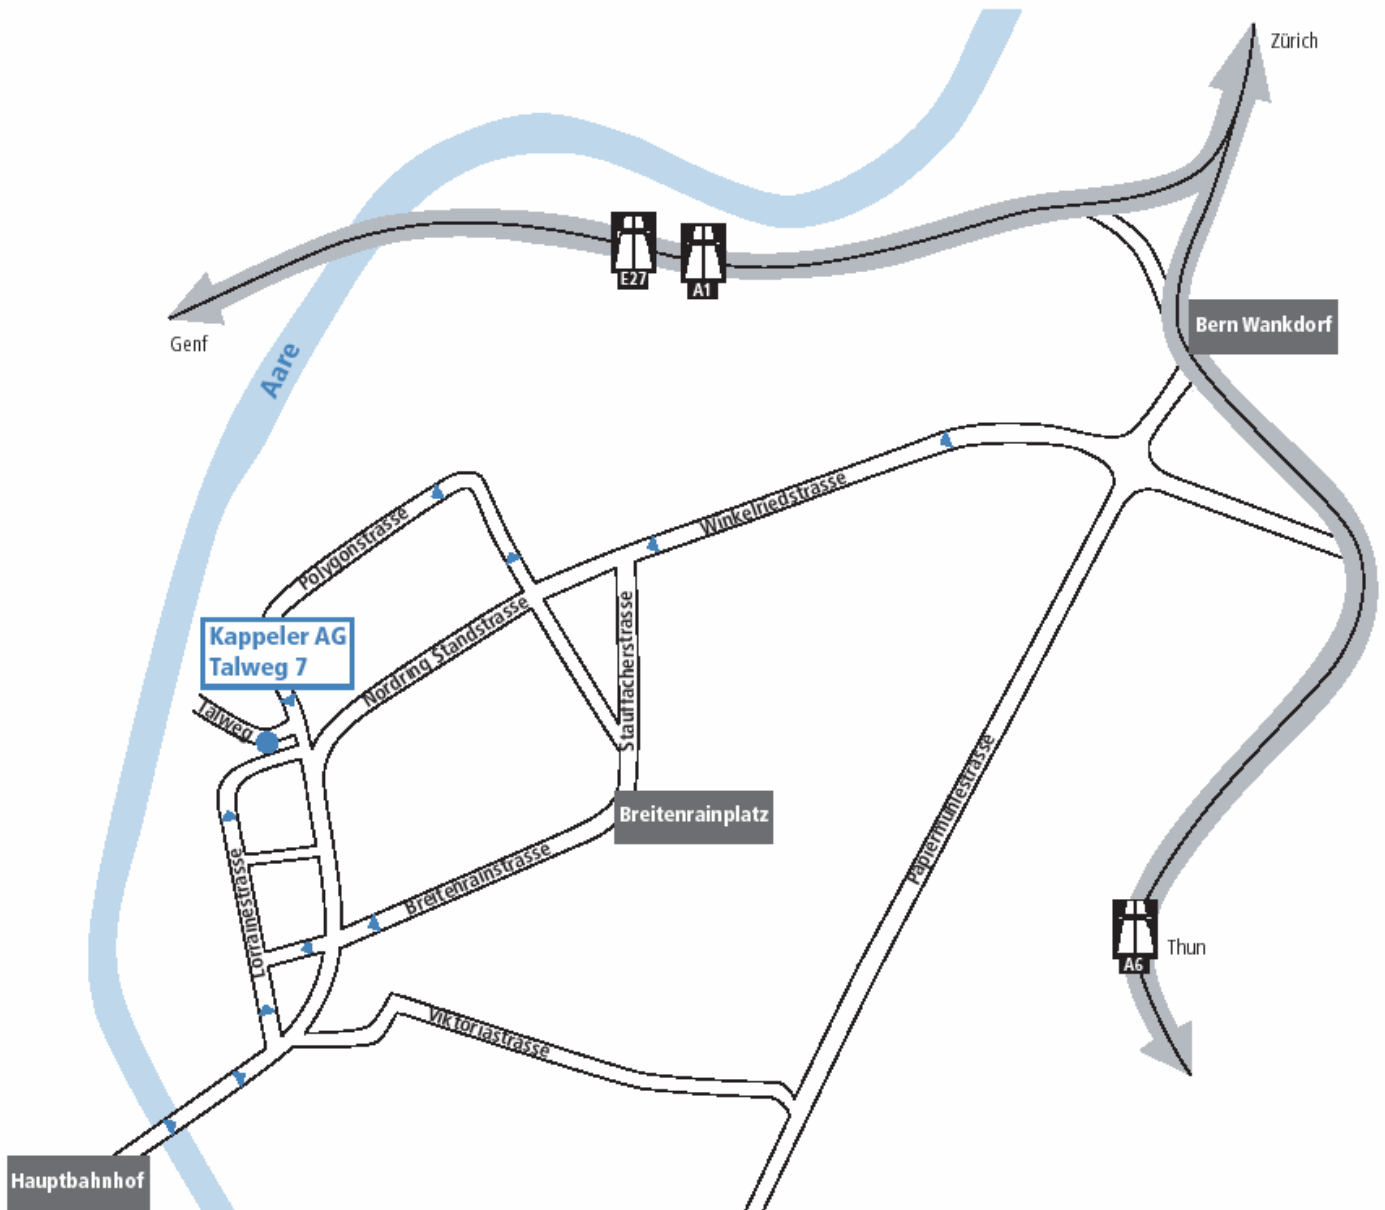 Zürich
E27
A1
Genf
Bern Wankdorf
Aare
Winkelriedstrasse
Polygonstrasse
Kappeler AG
Talweg 7
Nordring Standstrasse
Stauffacherstrasse
Talweg
Breitenrainplatz
Papiermühlestrasse
Lorrainestrasse
Breitenrainstrasse
A6
Thun
Viktoriastrasse
Hauptbahnhof